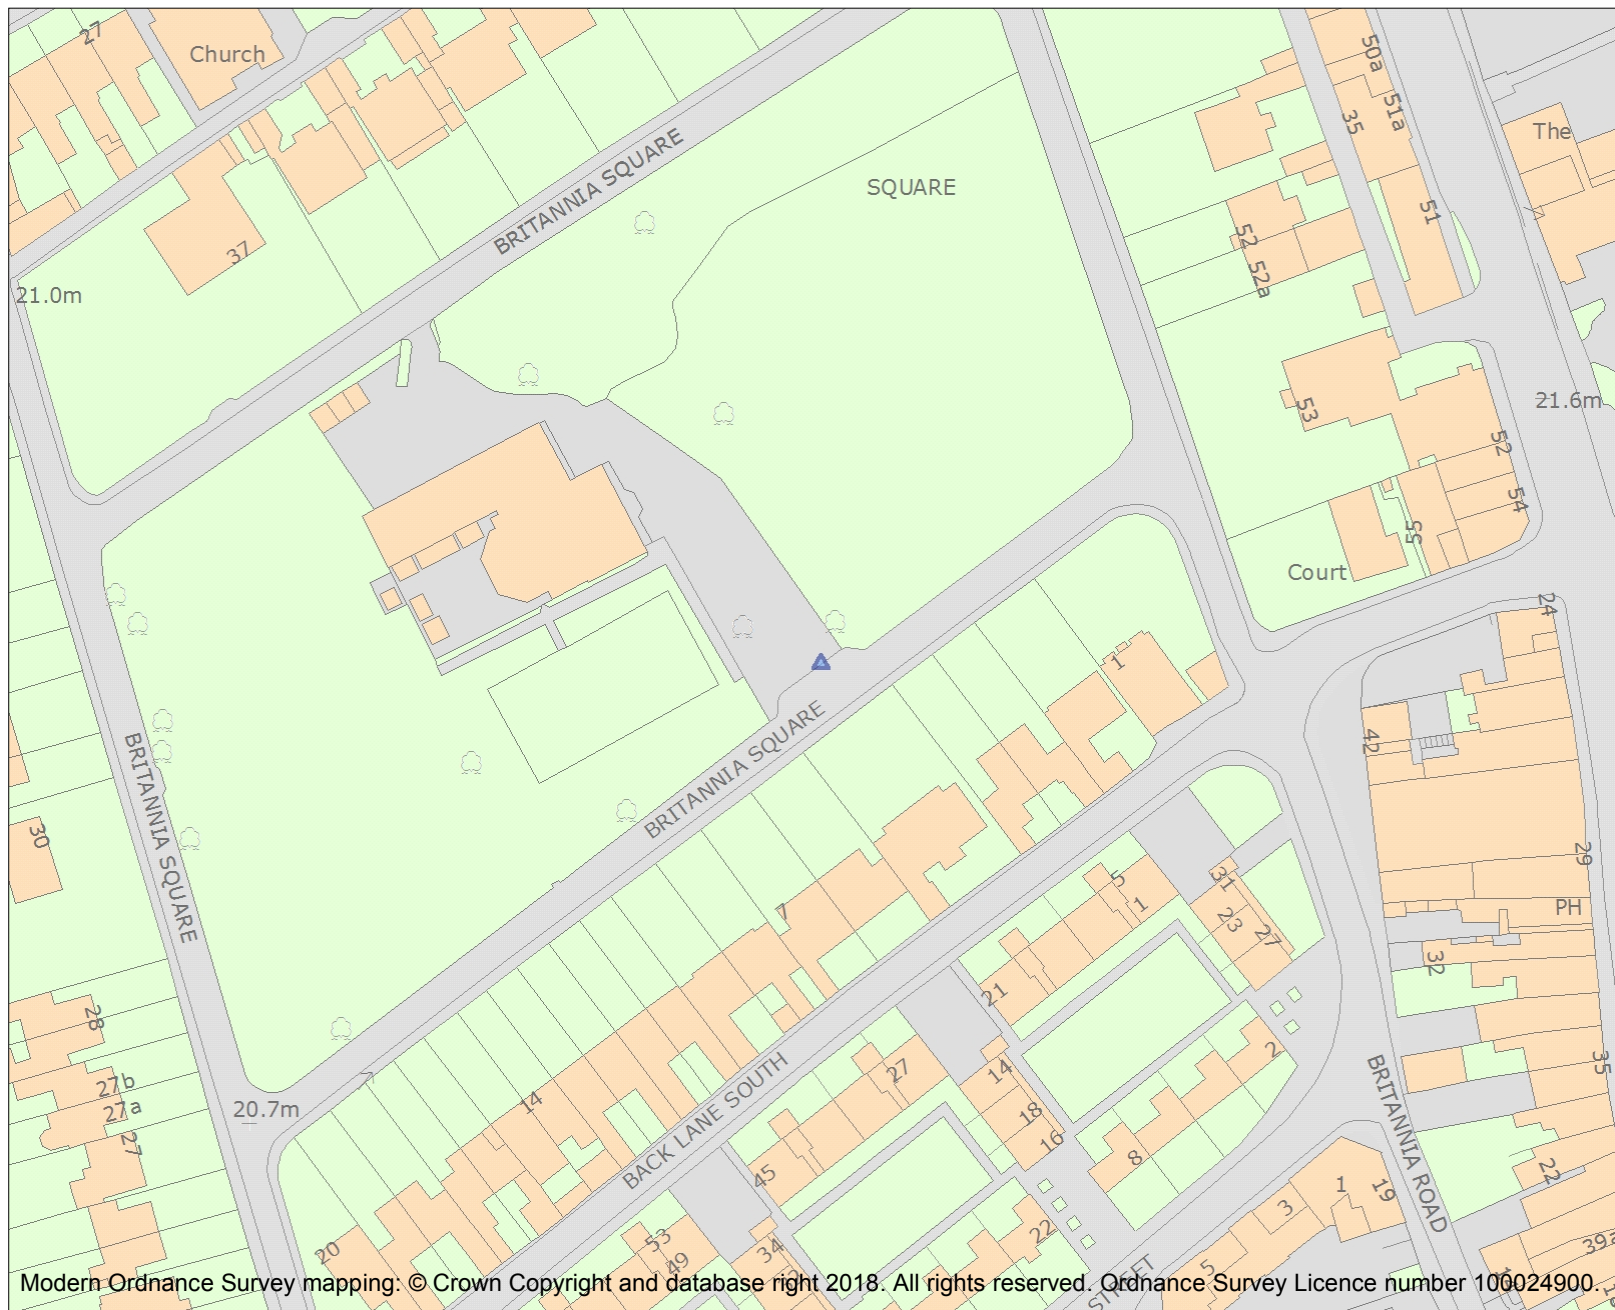 27
Church
50a
51a
35
The
BRITANNIA SQUARE
SQUARE
51
37
52
52a
21.0m
53
21.6m
52
54
55
Court
24
1
BRITANNIA SQUARE
42
BRITANNIA SQUARE
30
29
5
1
31
23
27
PH
7
32
21
28
27b
27a
27
20.7m
14
27
14
18
16
2
35
BACK LANE SOUTH
BRITANNIA ROAD
8
45
22
1
19
3
20
53
49
34
22
5
39a
STREET
Modern Ordnance Survey mapping: © Crown Copyright and database right 2018. All rights reserved. Ordnance Survey Licence number 100024900.